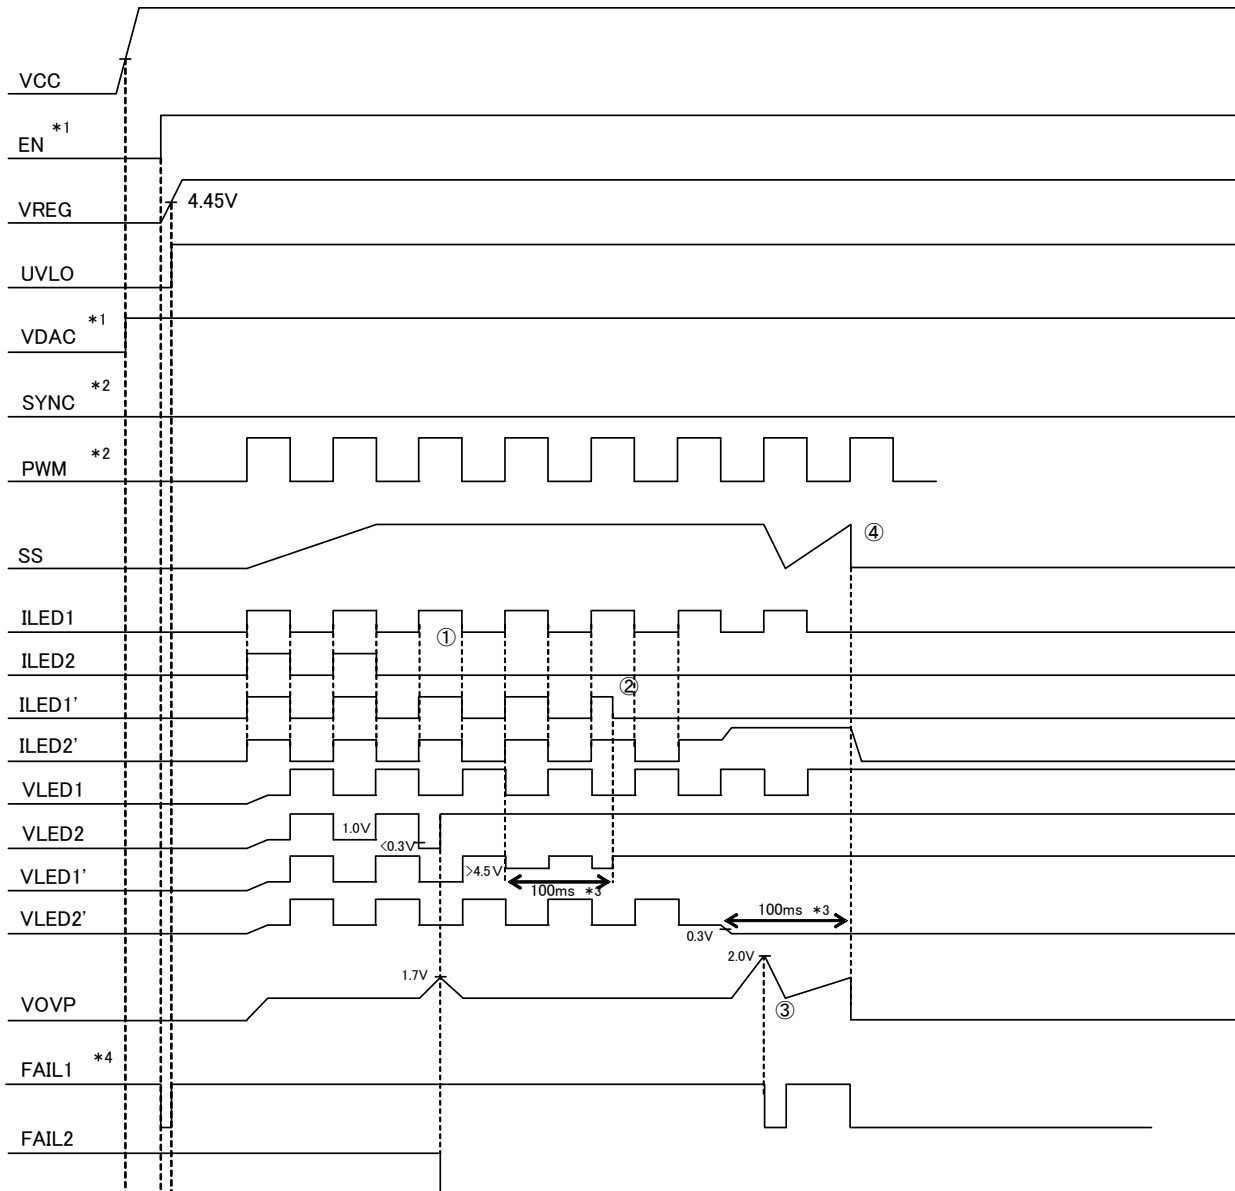 VCC
EN *1
VREG
4.45V
UVLO
VDAC *1
SYNC *2
PWM *2
SS
④
ILED1
①
ILED2
ILED1'
②
ILED2'
VLED1
VLED2
1.0V
<0.3V
VLED1'
>4.5V
100ms *3
VLED2'
100ms *3
0.3V
2.0V
1.7V
VOVP
③
FAIL1 *4
FAIL2